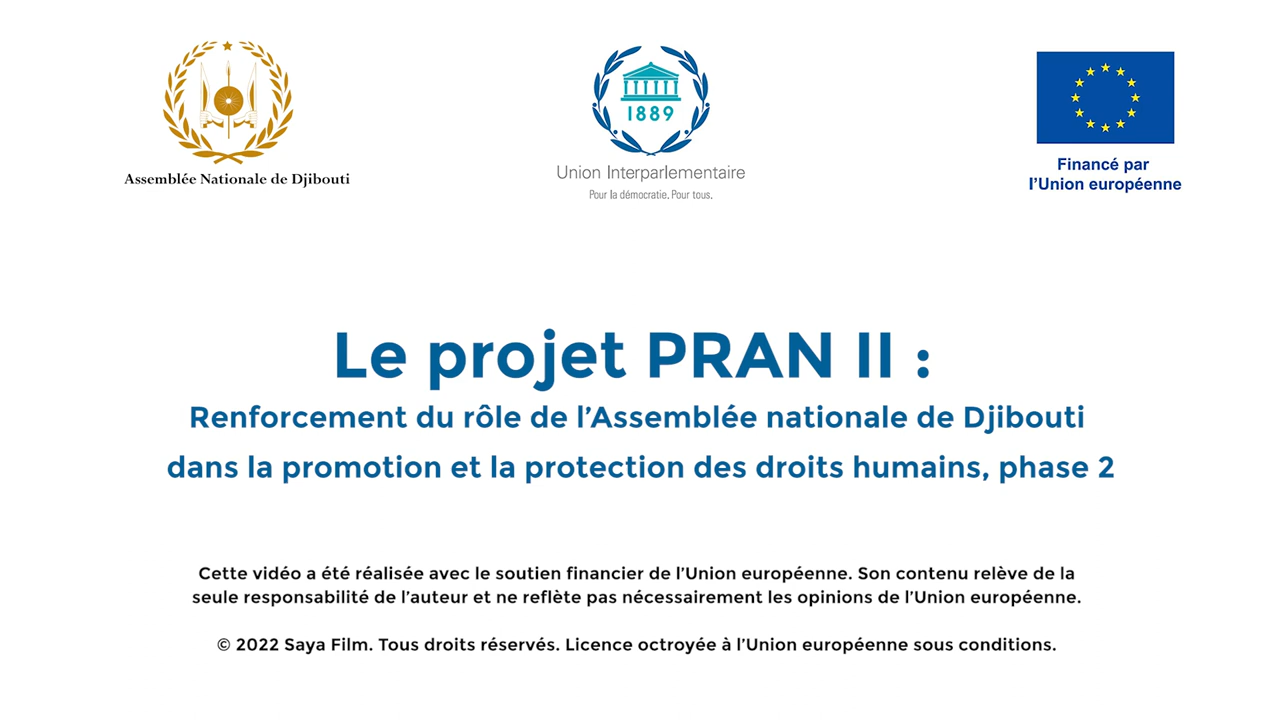 Assemblée Nationale de Djibouti
1889
Union Interparlementaire
Pour la démocratie. Pour tous.
Financé par
l'Union européenne
Le projet PRAN II :
Renforcement du rôle de l'Assemblée nationale de Djibouti
dans la promotion et la protection des droits humains, phase 2
Cette vidéo a été réalisée avec le soutien financier de l'Union européenne. Son contenu relève de la
seule responsabilité de l'auteur et ne reflète pas nécessairement les opinions de l'Union européenne.
© 2022 Saya Film. Tous droits réservés. Licence octroyée à l'Union européenne sous conditions.